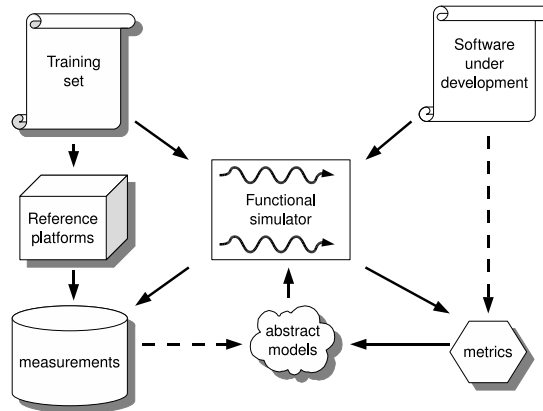 Training
set
Software
under
development
Reference
platforms
Functional
simulator
measurements
abstract
models
metrics